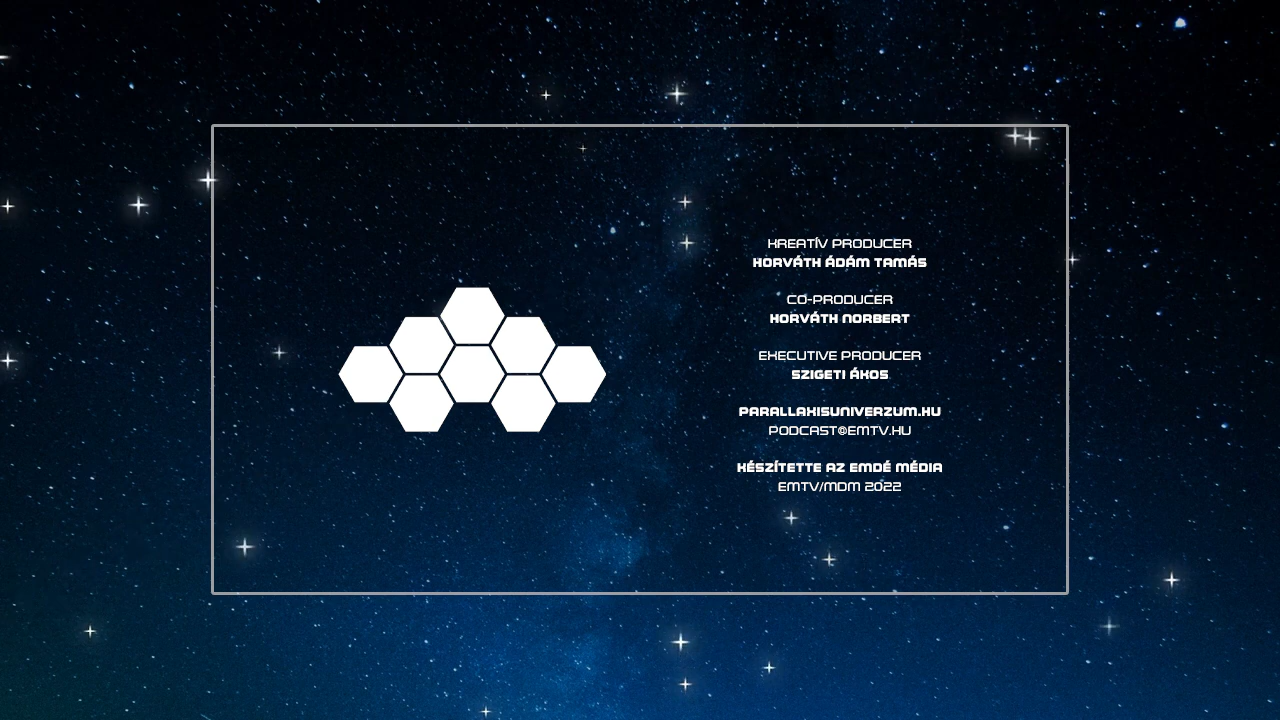 KREATÍV PRODUCER
HORVÁTH ÁDÁM TAMÁS
CO-PRODUCER
HORVÁTH NORBERT
EXECUTIVE PRODUCER
SZIGETI ÁKOS
PARALLAXISUNIVERZUM.HU
PODCAST@EMTV.HU
KÉSZÍTETTE AZ EMDÉ MÉDIA
EMTV/MDM 2022